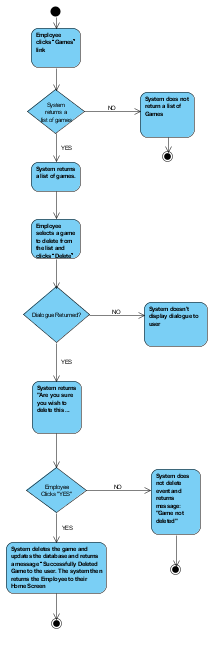 Employee
clicks "Games"
link
System
returns a
list of games
NO
System does not
return a list of
Games
YES
System returns
a list of games.
Employee
selects a game
to delete from
the list and
clicks "Delete"
Dialogue Returned?
NO
System doesn't
display dialogue to
user
YES
System returns
"Are you sure
you wish to
delete this ...
Employee
Clicks "YES"
NO
System does
not delete
event and
returns
message:
"Game not
deleted"
YES
System deletes the game and
updates the database and returns
a message" Successfully Deleted
Game to the user. The system then
returns the Employee to their
Home Screen